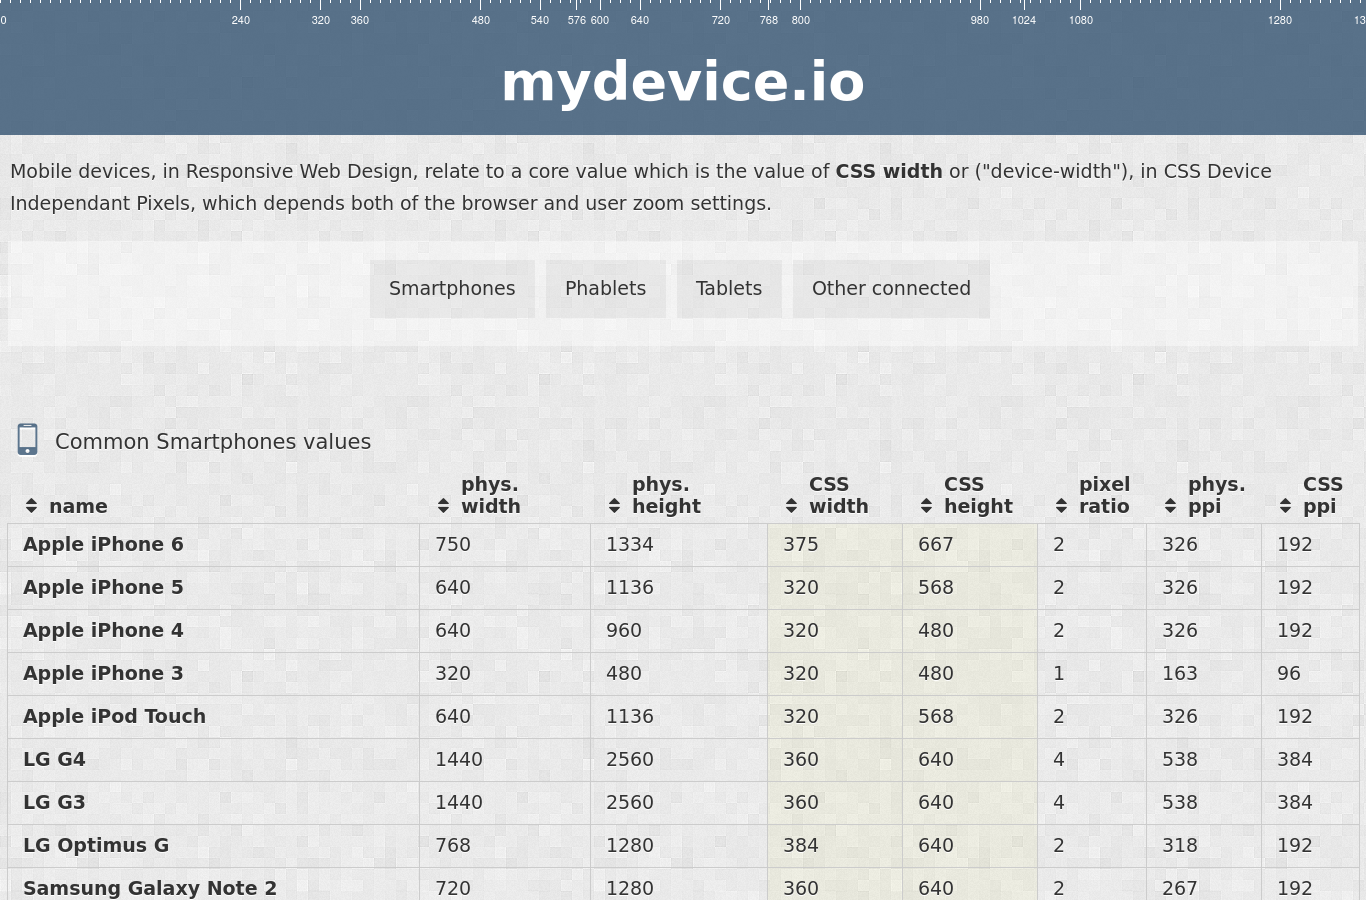 0 240 320 360 480 540 576 600 640 720 768 800 980 1024 1080 1280 13
mydevice.io
Mobile devices, in Responsive Web Design, relate to a core value which is the value of CSS width or ("device-width"), in CSS Device
Independant Pixels, which depends both of the browser and user zoom settings.
Smartphones Phablets Tablets Other connected
Common Smartphones values
name phys. width phys. height CSS width CSS height pixel ratio phys. ppi CSS ppi
Apple iPhone 6 750 1334 375 667 2 326 192
Apple iPhone 5 640 1136 320 568 2 326 192
Apple iPhone 4 640 960 320 480 2 326 192
Apple iPhone 3 320 480 320 480 1 163 96
Apple iPod Touch 640 1136 320 568 2 326 192
LG G4 1440 2560 360 640 4 538 384
LG G3 1440 2560 360 640 4 538 384
LG Optimus G 768 1280 384 640 2 318 192
Samsung Galaxy Note 2 720 1280 360 640 2 267 192